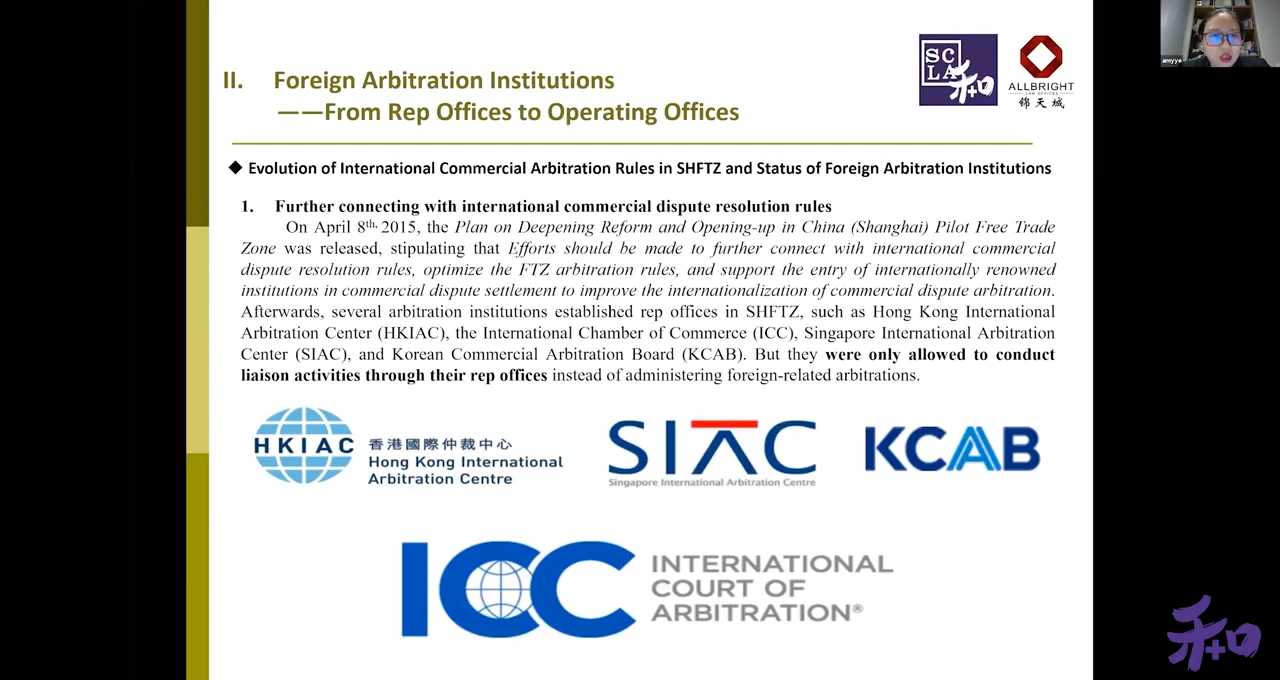 II. Foreign Arbitration Institutions
——From Rep Offices to Operating Offices
SC
LA
和
ALLBRIGHT
LAW OFFICES
锦天城
amyye
◆ Evolution of International Commercial Arbitration Rules in SHFTZ and Status of Foreign Arbitration Institutions
1. Further connecting with international commercial dispute resolution rules
On April 8th, 2015, the Plan on Deepening Reform and Opening-up in China (Shanghai) Pilot Free Trade
Zone was released, stipulating that Efforts should be made to further connect with international commercial
dispute resolution rules, optimize the FTZ arbitration rules, and support the entry of internationally renowned
institutions in commercial dispute settlement to improve the internationalization of commercial dispute arbitration.
Afterwards, several arbitration institutions established rep offices in SHFTZ, such as Hong Kong International
Arbitration Center (HKIAC), the International Chamber of Commerce (ICC), Singapore International Arbitration
Center (SIAC), and Korean Commercial Arbitration Board (KCAB). But they were only allowed to conduct
liaison activities through their rep offices instead of administering foreign-related arbitrations.
HKIAC
香港國際仲裁中心
Hong Kong International
Arbitration Centre
SIAC
Singapore International Arbitration Centre
KCAB
ICC
INTERNATIONAL
COURT OF
ARBITRATION®
和